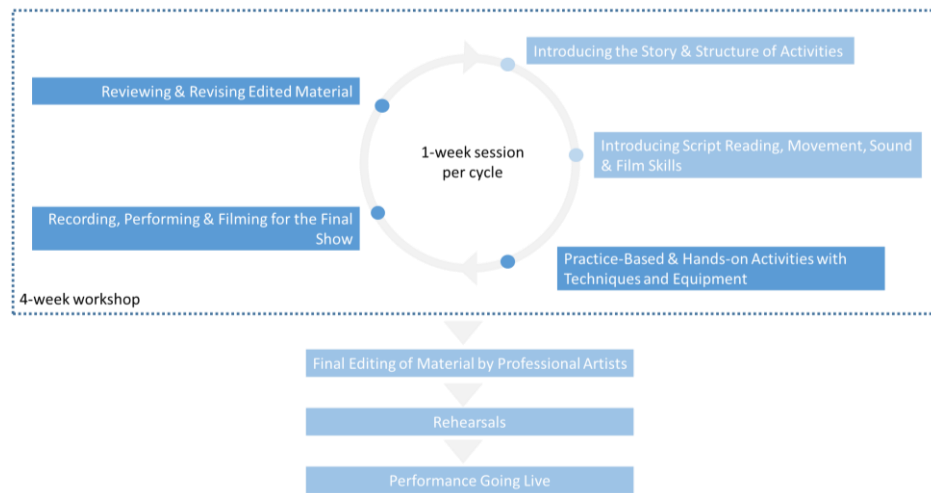 Introducing the Story & Structure of Activities
Reviewing & Revising Edited Material
1-week session
per cycle
Introducing Script Reading, Movement, Sound
& Film Skills
Recording, Performing & Filming for the Final
Show
Practice-Based & Hands-on Activities with
Techniques and Equipment
4-week workshop
Final Editing of Material by Professional Artists
Rehearsals
Performance Going Live